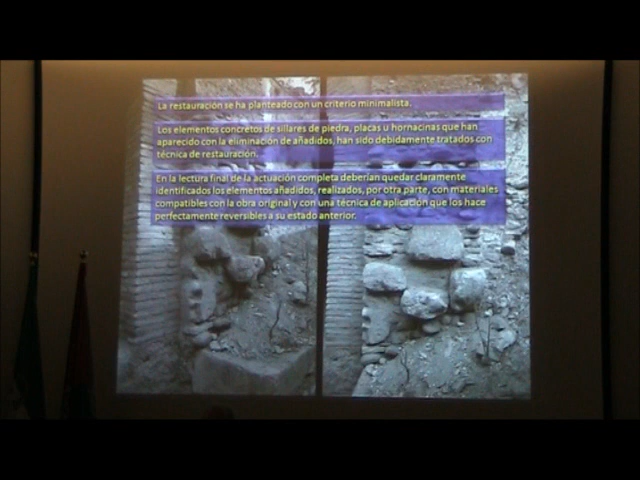 La restauración se ha planteado con un criterio minimalista.
Los elementos concretos de sillares de piedra, placas u hornacinas que han
aparecido con la eliminación de añadidos, han sido debidamente tratados con
técnica de restauración.
En la lectura final de la actuación completa deberían quedar claramente
identificados los elementos añadidos, realizados, por otra parte, con materiales
compatibles con la obra original y con una técnica de aplicación que los hace
perfectamente reversibles a su estado anterior.